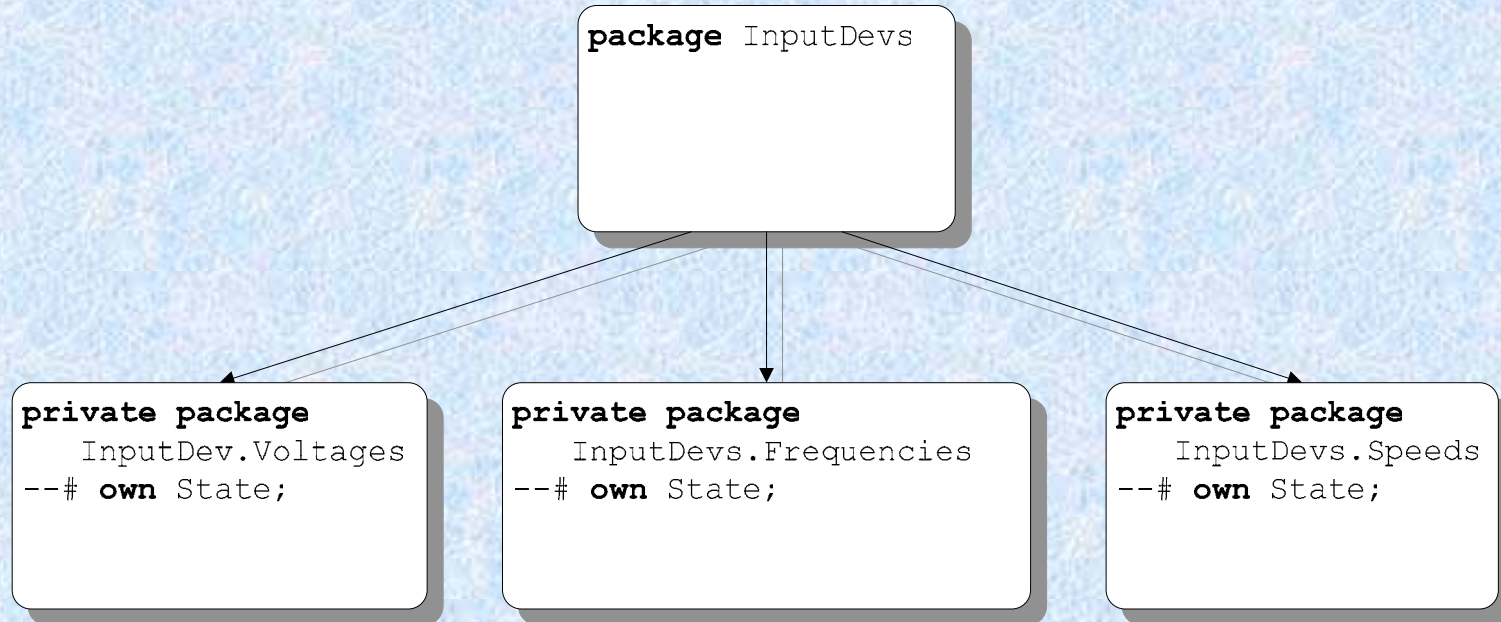 package InputDevs
private package
InputDev.Voltages
--# own State;
private package
InputDevs.Frequencies
--# own State;
private package
InputDevs.Speeds
--# own State;